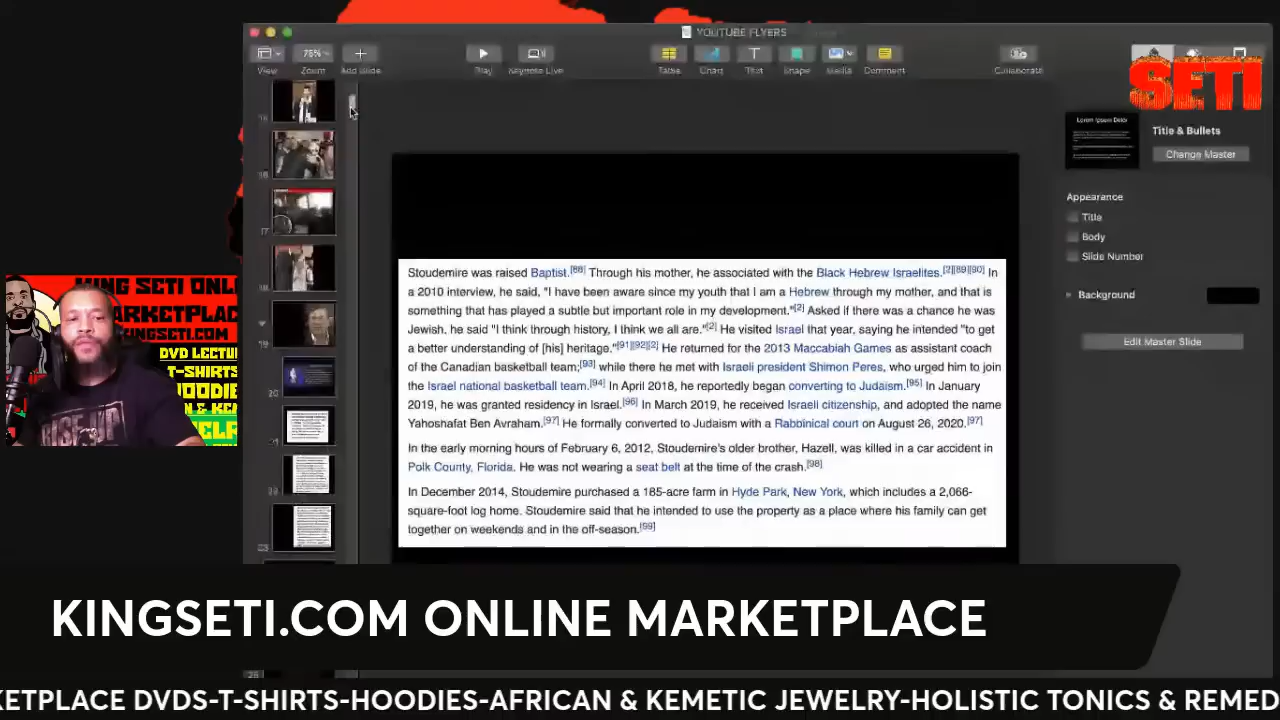 YOUTUBE FLYERS
75%
View
Zoom
Add Slide
Play
Keynote Live
Table
Chart
Text
Shape
Media
Comment
Collaborate
SETI
Title & Bullets
Change Master
Appearance
Title
Body
Slide Number
Background
Edit Master Slide
17
18
19
20
Stoudemire was raised Baptist.[88] Through his mother, he associated with the Black Hebrew Israelites.[2][89][90] In
a 2010 interview, he said, "I have been aware since my youth that I am a Hebrew through my mother, and that is
something that has played a subtle but important role in my development."[2] Asked if there was a chance he was
Jewish, he said "I think through history, I think we all are."[2] He visited Israel that year, saying he intended "to get
a better understanding of [his] heritage."[91][92][2] He returned for the 2013 Maccabiah Games as assistant coach
of the Canadian basketball team;[93] while there he met with Israeli president Shimon Peres, who urged him to join
the Israel national basketball team.[94] In April 2018, he reportedly began converting to Judaism.[95] In January
2019, he was granted residency in Israel.[96] In March 2019, he received Israeli citizenship, and adopted the name
Yahoshafat Ben Avraham.[97] He formally converted to Judaism via a Rabbinical court on August 26, 2020.[97]
In the early morning hours of February 6, 2012, Stoudemire's older brother, Hazell, was killed in a car accident in
Polk County, Florida. He was not wearing a seat belt at the time of the crash.[98]
In December 2014, Stoudemire purchased a 185-acre farm in Hyde Park, New York, which includes a 2,066-
square-foot log home. Stoudemire said that he intended to use the property as a place where his family can get
together on weekends and in the off-season.[99]
KING SETI ONL
ARKETPLAC
KINGSETI.COM
DVD LECTU
T-SHIRTS
HOODIE
N & KE
ELP
KINGSETI.COM ONLINE MARKETPLACE
KETPLACE DVDS-T-SHIRTS-HOODIES-AFRICAN & KEMETIC JEWELRY-HOLISTIC TONICS & REMED